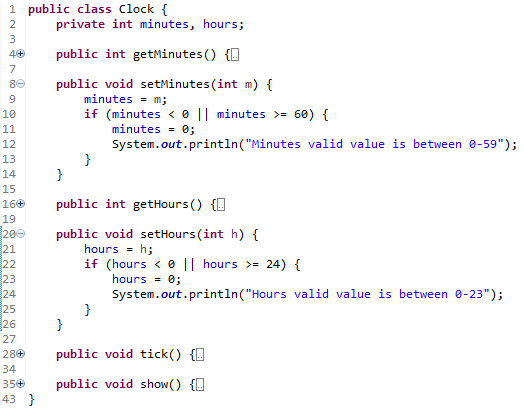 1 public class Clock {
2 private int minutes, hours;
3
4 public int getMinutes() {
7
8 public void setMinutes(int m) {
9 minutes = m;
10 if (minutes < 0 || minutes >= 60) {
11 minutes = 0;
12 System.out.println("Minutes valid value is between 0-59");
13 }
14 }
15
16 public int getHours() {
19
20 public void setHours(int h) {
21 hours = h;
22 if (hours < 0 || hours >= 24) {
23 hours = 0;
24 System.out.println("Hours valid value is between 0-23");
25 }
26 }
27
28 public void tick() {
34
35 public void show() {
43 }